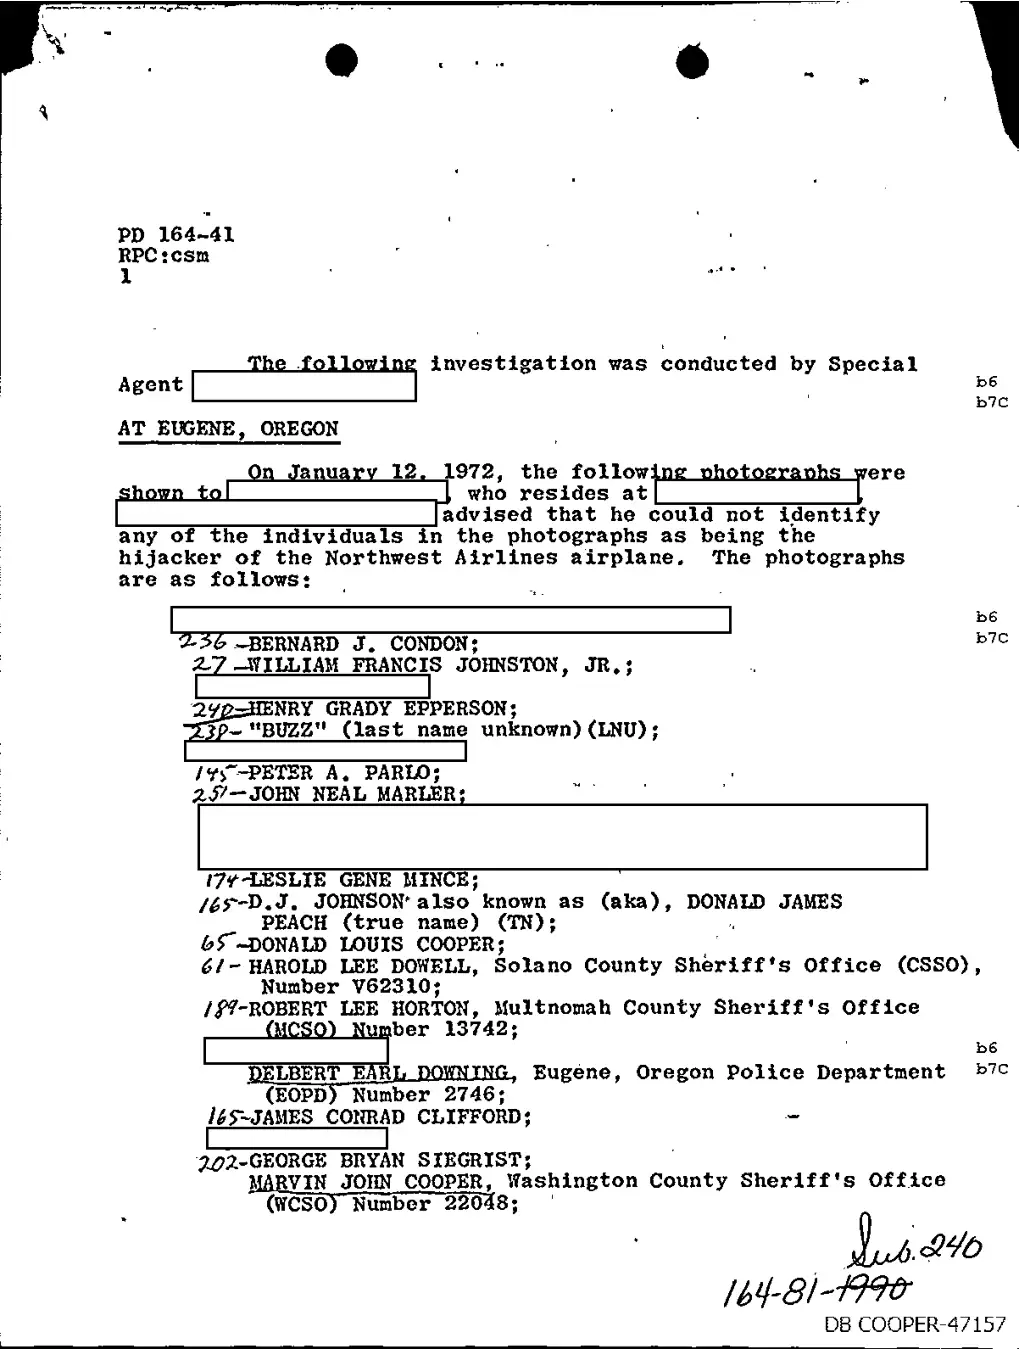 PD 164-41
RPC:csm
1
The following investigation was conducted by Special
Agent
b6
b7C
AT EUGENE, OREGON
On January 12, 1972, the following photographs were
shown to , who resides at ,
advised that he could not identify
any of the individuals in the photographs as being the
hijacker of the Northwest Airlines airplane. The photographs
are as follows:
b6
b7C
236-BERNARD J. CONDON;
27-WILLIAM FRANCIS JOHNSTON, JR.;
240-HENRY GRADY EPPERSON;
238- "BUZZ" (last name unknown)(LNU);
145-PETER A. PARLO;
251-JOHN NEAL MARLER;
174-LESLIE GENE MINCE;
165-D.J. JOHNSON also known as (aka), DONALD JAMES
PEACH (true name) (TN);
65-DONALD LOUIS COOPER;
61-HAROLD LEE DOWELL, Solano County Sheriff's Office (CSSO),
Number V62310;
189-ROBERT LEE HORTON, Multnomah County Sheriff's Office
(MCSO) Number 13742;
b6
b7C
DELBERT EARL DOWNING, Eugene, Oregon Police Department
(EOPD) Number 2746;
165-JAMES CONRAD CLIFFORD;
202-GEORGE BRYAN SIEGRIST;
MARVIN JOHN COOPER, Washington County Sheriff's Office
(WCSO) Number 22048;
Sub. 240
164-81-1990
DB COOPER-47157